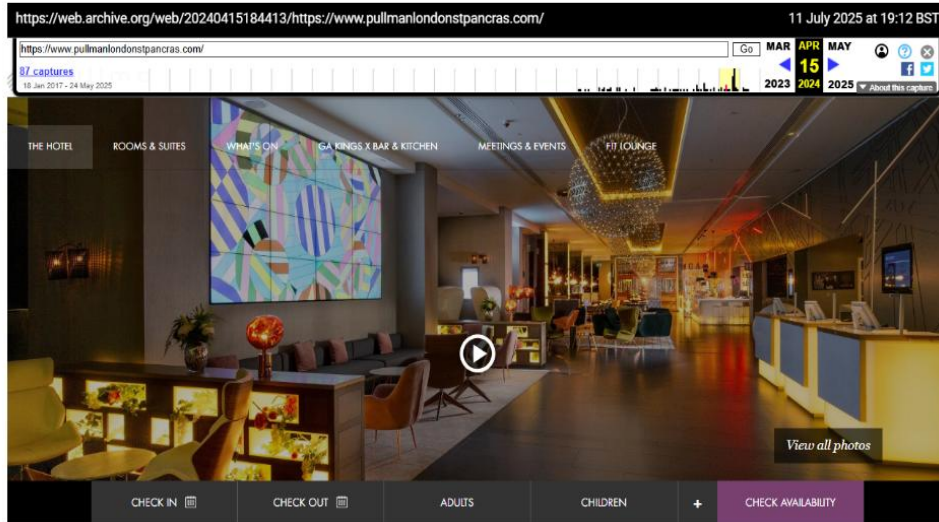 https://web.archive.org/web/20240415184413/https://www.pullmanlondonstpancras.com/ 11 July 2025 at 19:12 BST
https://www.pullmanlondonstpancras.com/ Go MAR APR MAY
87 captures 15
18 Jan 2017 - 24 May 2025 2023 2024 2025 ▼ About this capture
THE HOTEL ROOMS & SUITES WHAT'S ON GA KINGS X BAR & KITCHEN MEETINGS & EVENTS FIT LOUNGE
View all photos
CHECK IN CHECK OUT ADULTS CHILDREN + CHECK AVAILABILITY